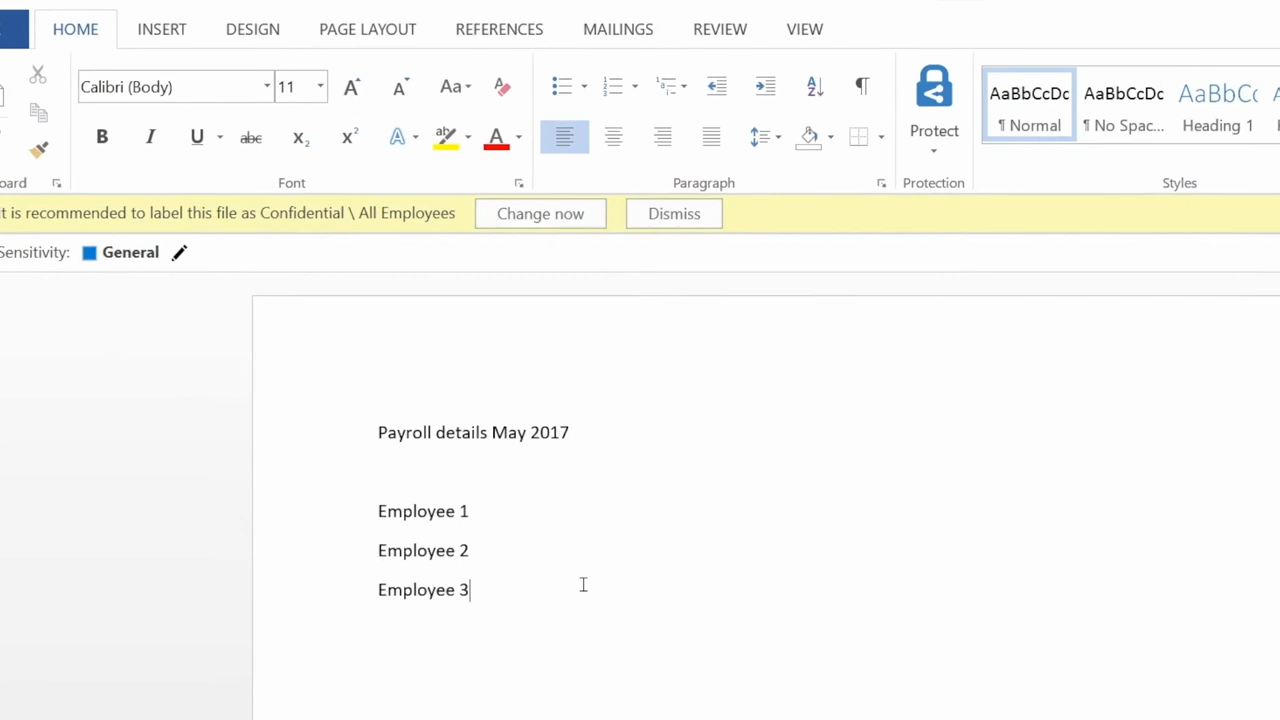 HOME INSERT DESIGN PAGE LAYOUT REFERENCES MAILINGS REVIEW VIEW
Calibri (Body) 11 Aa AaBbCcDc AaBbCcDc AaBbCc
B I U abc x₂ x² A ab A Protect ¶ Normal ¶ No Spac... Heading 1
oard Font Paragraph Protection Styles
t is recommended to label this file as Confidential \ All Employees Change now Dismiss
Sensitivity: General
Payroll details May 2017
Employee 1
Employee 2
Employee 3